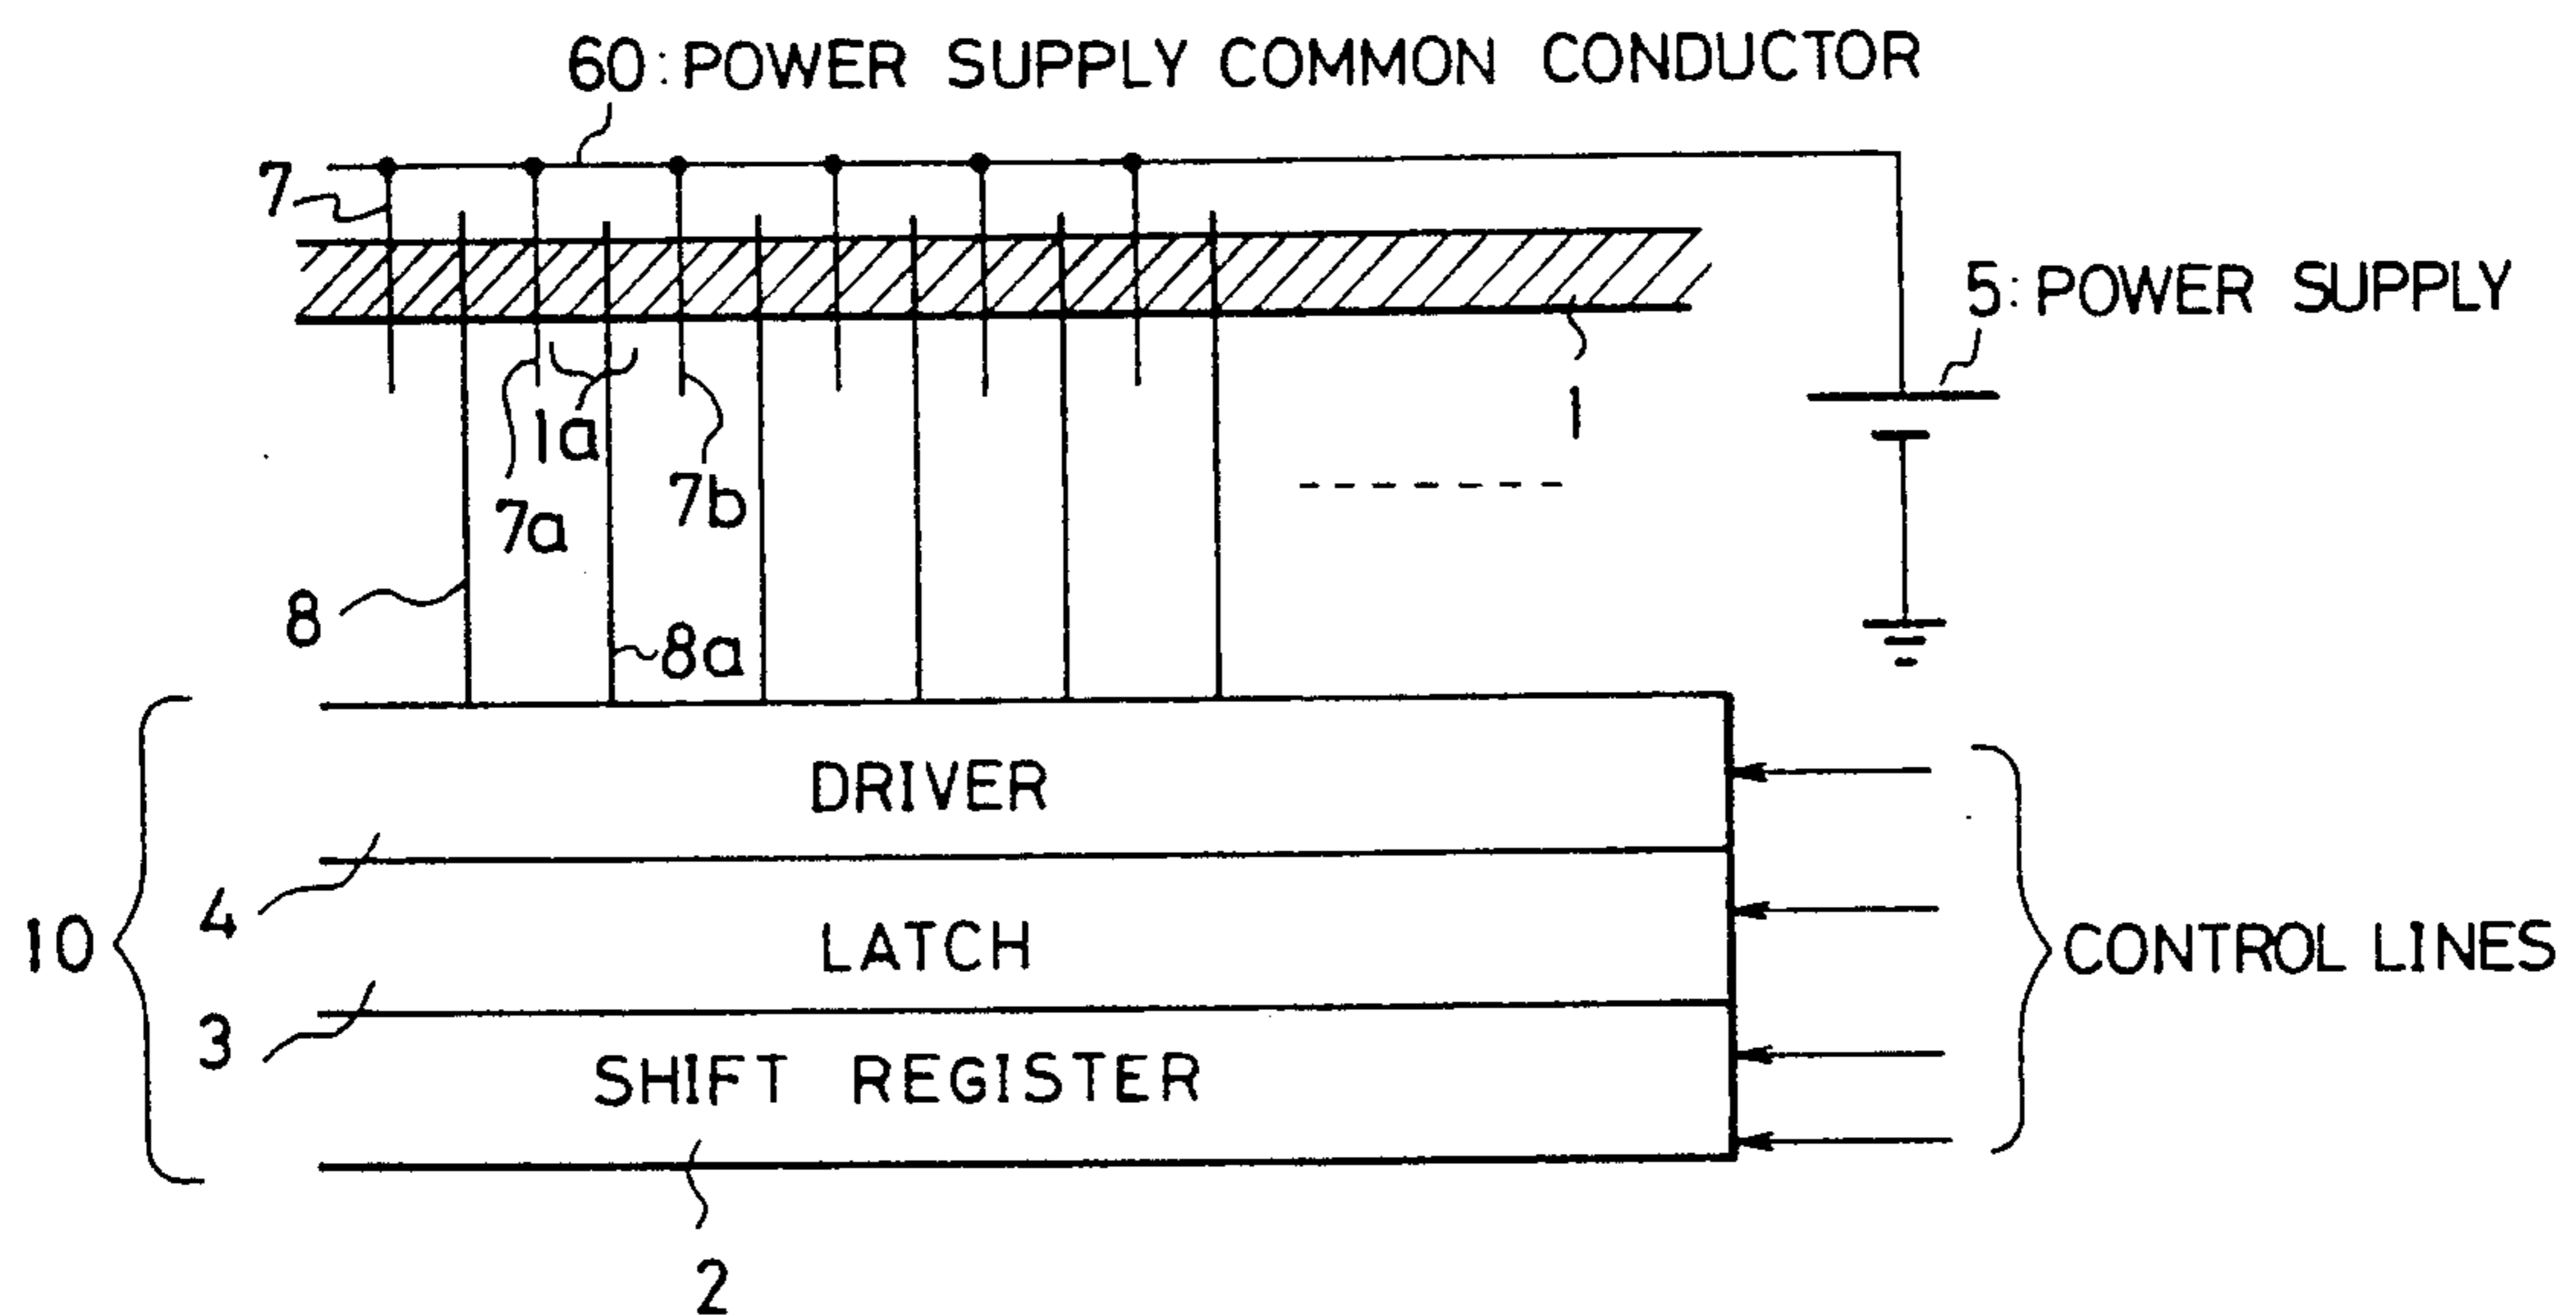 60: POWER SUPPLY COMMON CONDUCTOR
7
5: POWER SUPPLY
1
1a
7a
7b
8
8a
DRIVER
4
10
LATCH
CONTROL LINES
3
SHIFT REGISTER
2